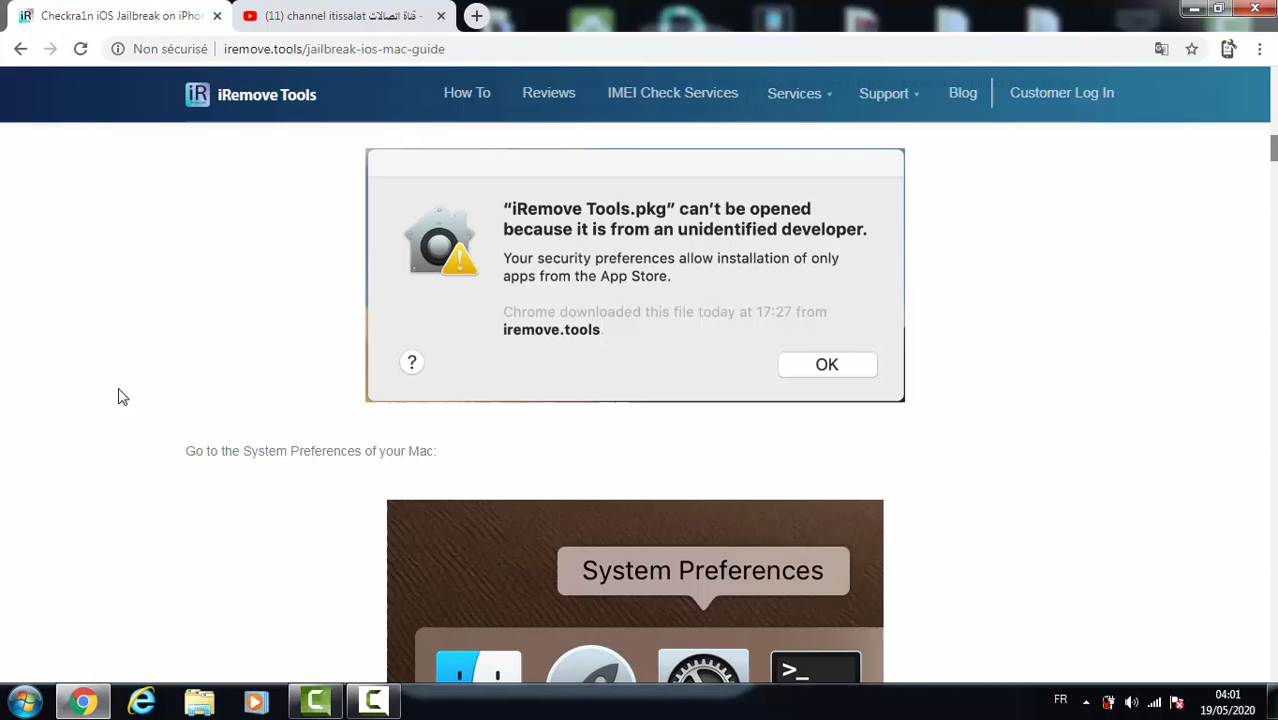 iR Checkra1n iOS Jailbreak on iPhon
(11) channel itissalat قناة اتصالات -
Non sécurisé iremove.tools/jailbreak-ios-mac-guide
iR iRemove Tools How To Reviews IMEI Check Services Services Support Blog Customer Log In
“iRemove Tools.pkg” can’t be opened
because it is from an unidentified developer.
Your security preferences allow installation of only
apps from the App Store.
Chrome downloaded this file today at 17:27 from
iremove.tools.
? OK
Go to the System Preferences of your Mac:
System Preferences
>_
FR 04:01
19/05/2020